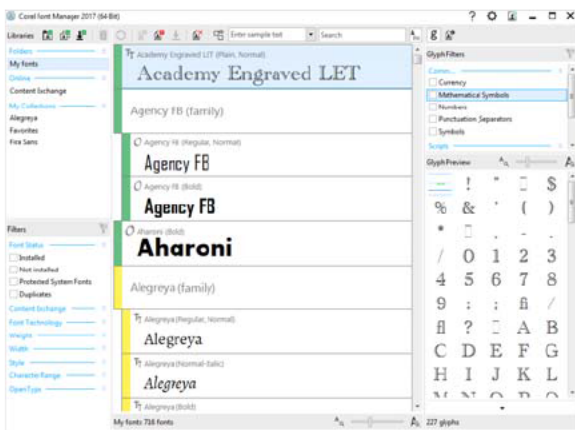 Corel Font Manager 2017 (64-Bit)
Libraries
Enter sample text
Search
Folders
My fonts
Online
Content Exchange
My Collections
Alegreya
Favorites
Fira Sans
Filters
Font Status
Installed
Not installed
Protected System Fonts
Duplicates
Content Exchange
Font Technology
Weight
Width
Style
Character Range
OpenType
Academy Engraved LET (Plain, Normal)
Academy Engraved LET
Agency FB (family)
Agency FB (Regular, Normal)
Agency FB
Agency FB (Bold)
Agency FB
Aharoni (Bold)
Aharoni
Alegreya (family)
Alegreya (Regular, Normal)
Alegreya
Alegreya (Normal-Italic)
Alegreya
Alegreya (Bold)
My fonts 738 fonts
Glyph Filters
Comm...
Currency
Mathematical Symbols
Numbers
Punctuation, Separators
Symbols
Scripts
Glyph Preview
! " $
% & ' ( )
*
/ 0 1 2 3
4 5 6 7 8
9 : ; fi /
fl ? A B
C D E F G
H I J K L
M N O P Q
227 glyphs